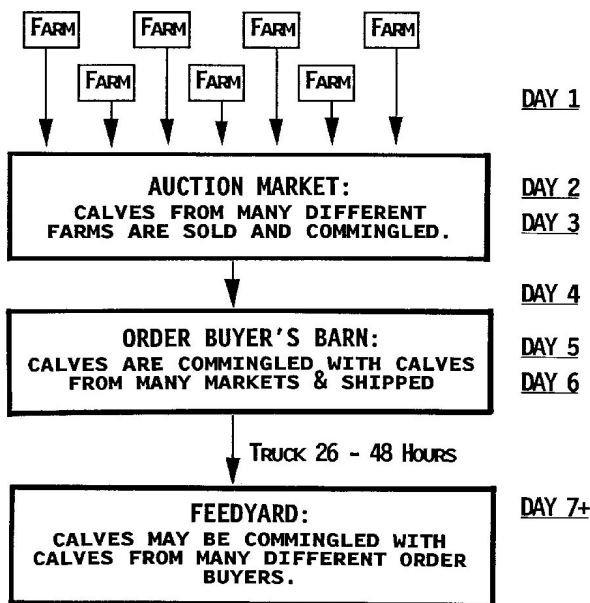 FARM FARM FARM FARM
FARM FARM FARM
DAY 1
AUCTION MARKET:
CALVES FROM MANY DIFFERENT
FARMS ARE SOLD AND COMMINGLED.
DAY 2
DAY 3
DAY 4
ORDER BUYER'S BARN:
CALVES ARE COMMINGLED WITH CALVES
FROM MANY MARKETS & SHIPPED
DAY 5
DAY 6
TRUCK 26 - 48 HOURS
FEEDYARD:
CALVES MAY BE COMMINGLED WITH
CALVES FROM MANY DIFFERENT ORDER
BUYERS.
DAY 7+